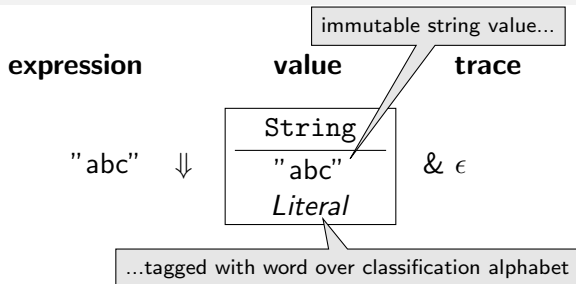 immutable string value...
expression value trace
String
"abc" ⇓ "abc" & ϵ
Literal
...tagged with word over classification alphabet